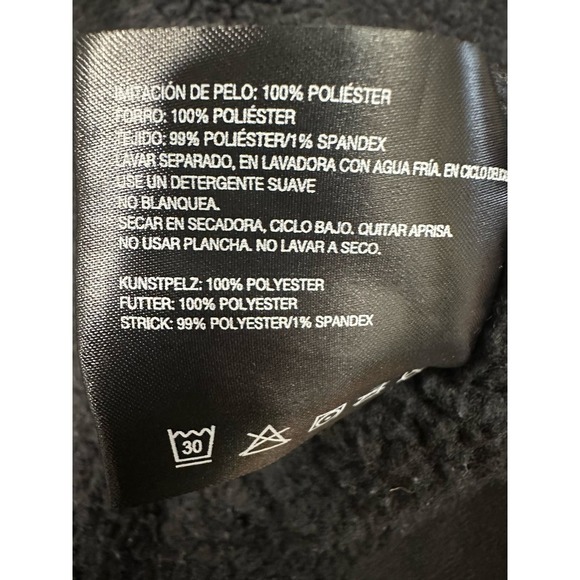 IMITACIÓN DE PELO: 100% POLIÉSTER
FORRO: 100% POLIÉSTER
TEJIDO: 99% POLIÉSTER/1% SPANDEX
LAVAR SEPARADO, EN LAVADORA CON AGUA FRÍA. EN CICLO
USE UN DETERGENTE SUAVE
NO BLANQUEA.
SECAR EN SECADORA, CICLO BAJO. QUITAR APRISA.
NO USAR PLANCHA. NO LAVAR A SECO.
KUNSTPELZ: 100% POLYESTER
FUTTER: 100% POLYESTER
STRICK: 99% POLYESTER/1% SPANDEX
30